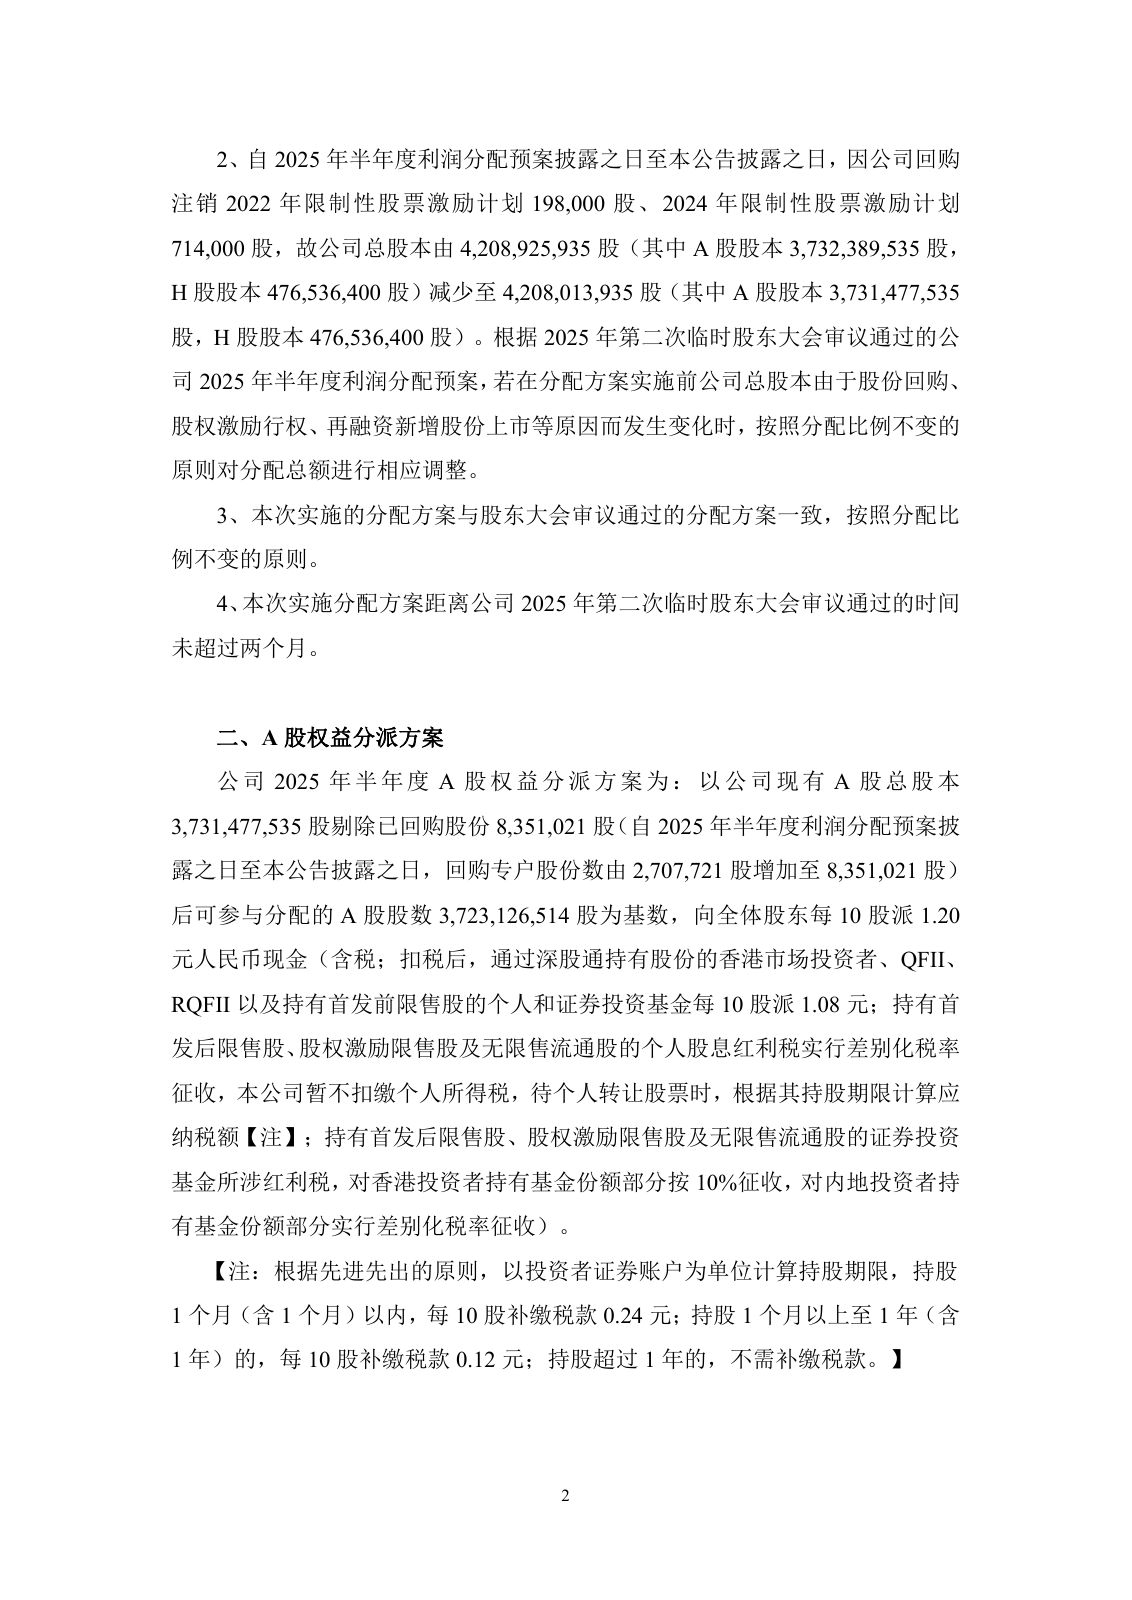 2、自 2025 年半年度利润分配预案披露之日至本公告披露之日，因公司回购
注销 2022 年限制性股票激励计划 198,000 股、2024 年限制性股票激励计划
714,000 股，故公司总股本由 4,208,925,935 股（其中 A 股股本 3,732,389,535 股，
H 股股本 476,536,400 股）减少至 4,208,013,935 股（其中 A 股股本 3,731,477,535
股，H 股股本 476,536,400 股）。根据 2025 年第二次临时股东大会审议通过的公
司 2025 年半年度利润分配预案，若在分配方案实施前公司总股本由于股份回购、
股权激励行权、再融资新增股份上市等原因而发生变化时，按照分配比例不变的
原则对分配总额进行相应调整。
3、本次实施的分配方案与股东大会审议通过的分配方案一致，按照分配比
例不变的原则。
4、本次实施分配方案距离公司 2025 年第二次临时股东大会审议通过的时间
未超过两个月。
二、A 股权益分派方案
公司 2025 年半年度 A 股权益分派方案为：以公司现有 A 股总股本
3,731,477,535 股剔除已回购股份 8,351,021 股（自 2025 年半年度利润分配预案披
露之日至本公告披露之日，回购专户股份数由 2,707,721 股增加至 8,351,021 股）
后可参与分配的 A 股股数 3,723,126,514 股为基数，向全体股东每 10 股派 1.20
元人民币现金（含税；扣税后，通过深股通持有股份的香港市场投资者、QFII、
RQFII 以及持有首发前限售股的个人和证券投资基金每 10 股派 1.08 元；持有首
发后限售股、股权激励限售股及无限售流通股的个人股息红利税实行差别化税率
征收，本公司暂不扣缴个人所得税，待个人转让股票时，根据其持股期限计算应
纳税额【注】；持有首发后限售股、股权激励限售股及无限售流通股的证券投资
基金所涉红利税，对香港投资者持有基金份额部分按 10%征收，对内地投资者持
有基金份额部分实行差别化税率征收）。
【注：根据先进先出的原则，以投资者证券账户为单位计算持股期限，持股
1 个月（含 1 个月）以内，每 10 股补缴税款 0.24 元；持股 1 个月以上至 1 年（含
1 年）的，每 10 股补缴税款 0.12 元；持股超过 1 年的，不需补缴税款。】
2